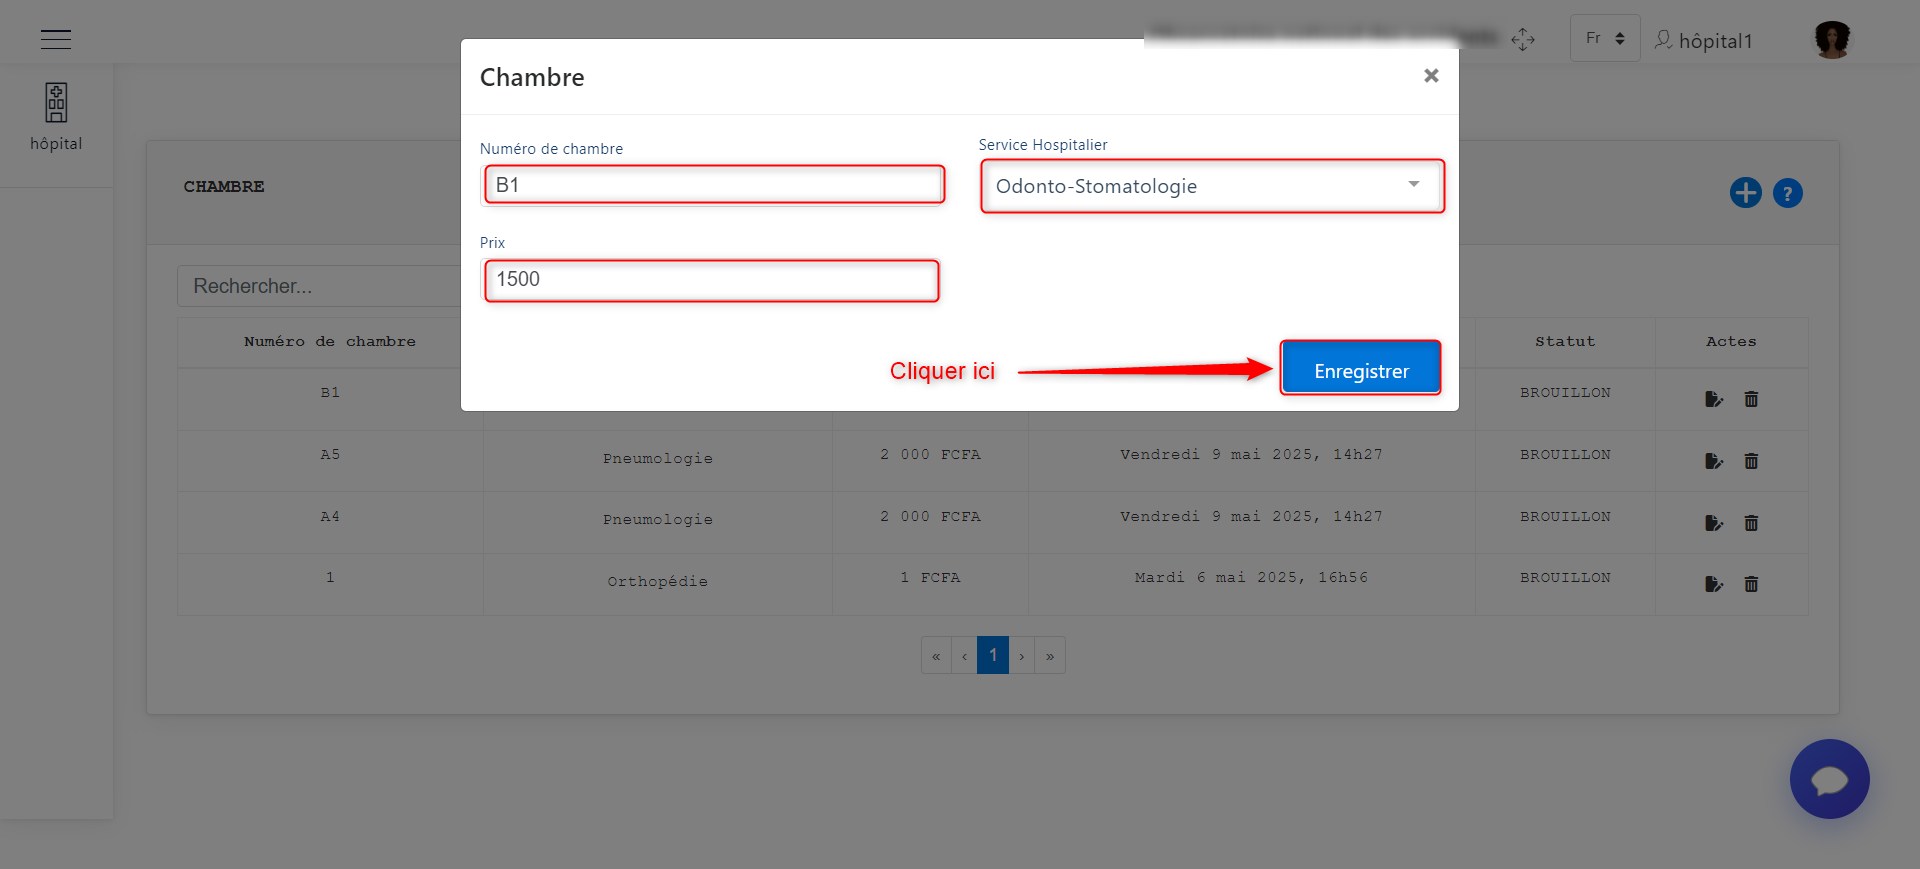 Fr
hôpital1
hôpital
Chambre
×
Numéro de chambre
B1
Service Hospitalier
Odonto-Stomatologie
Prix
1500
Cliquer ici
Enregistrer
CHAMBRE
?
Rechercher...
Numéro de chambre Statut Actes
B1 BROUILLON
A5 Pneumologie 2 000 FCFA Vendredi 9 mai 2025, 14h27 BROUILLON
A4 Pneumologie 2 000 FCFA Vendredi 9 mai 2025, 14h27 BROUILLON
1 Orthopédie 1 FCFA Mardi 6 mai 2025, 16h56 BROUILLON
« ‹ 1 › »